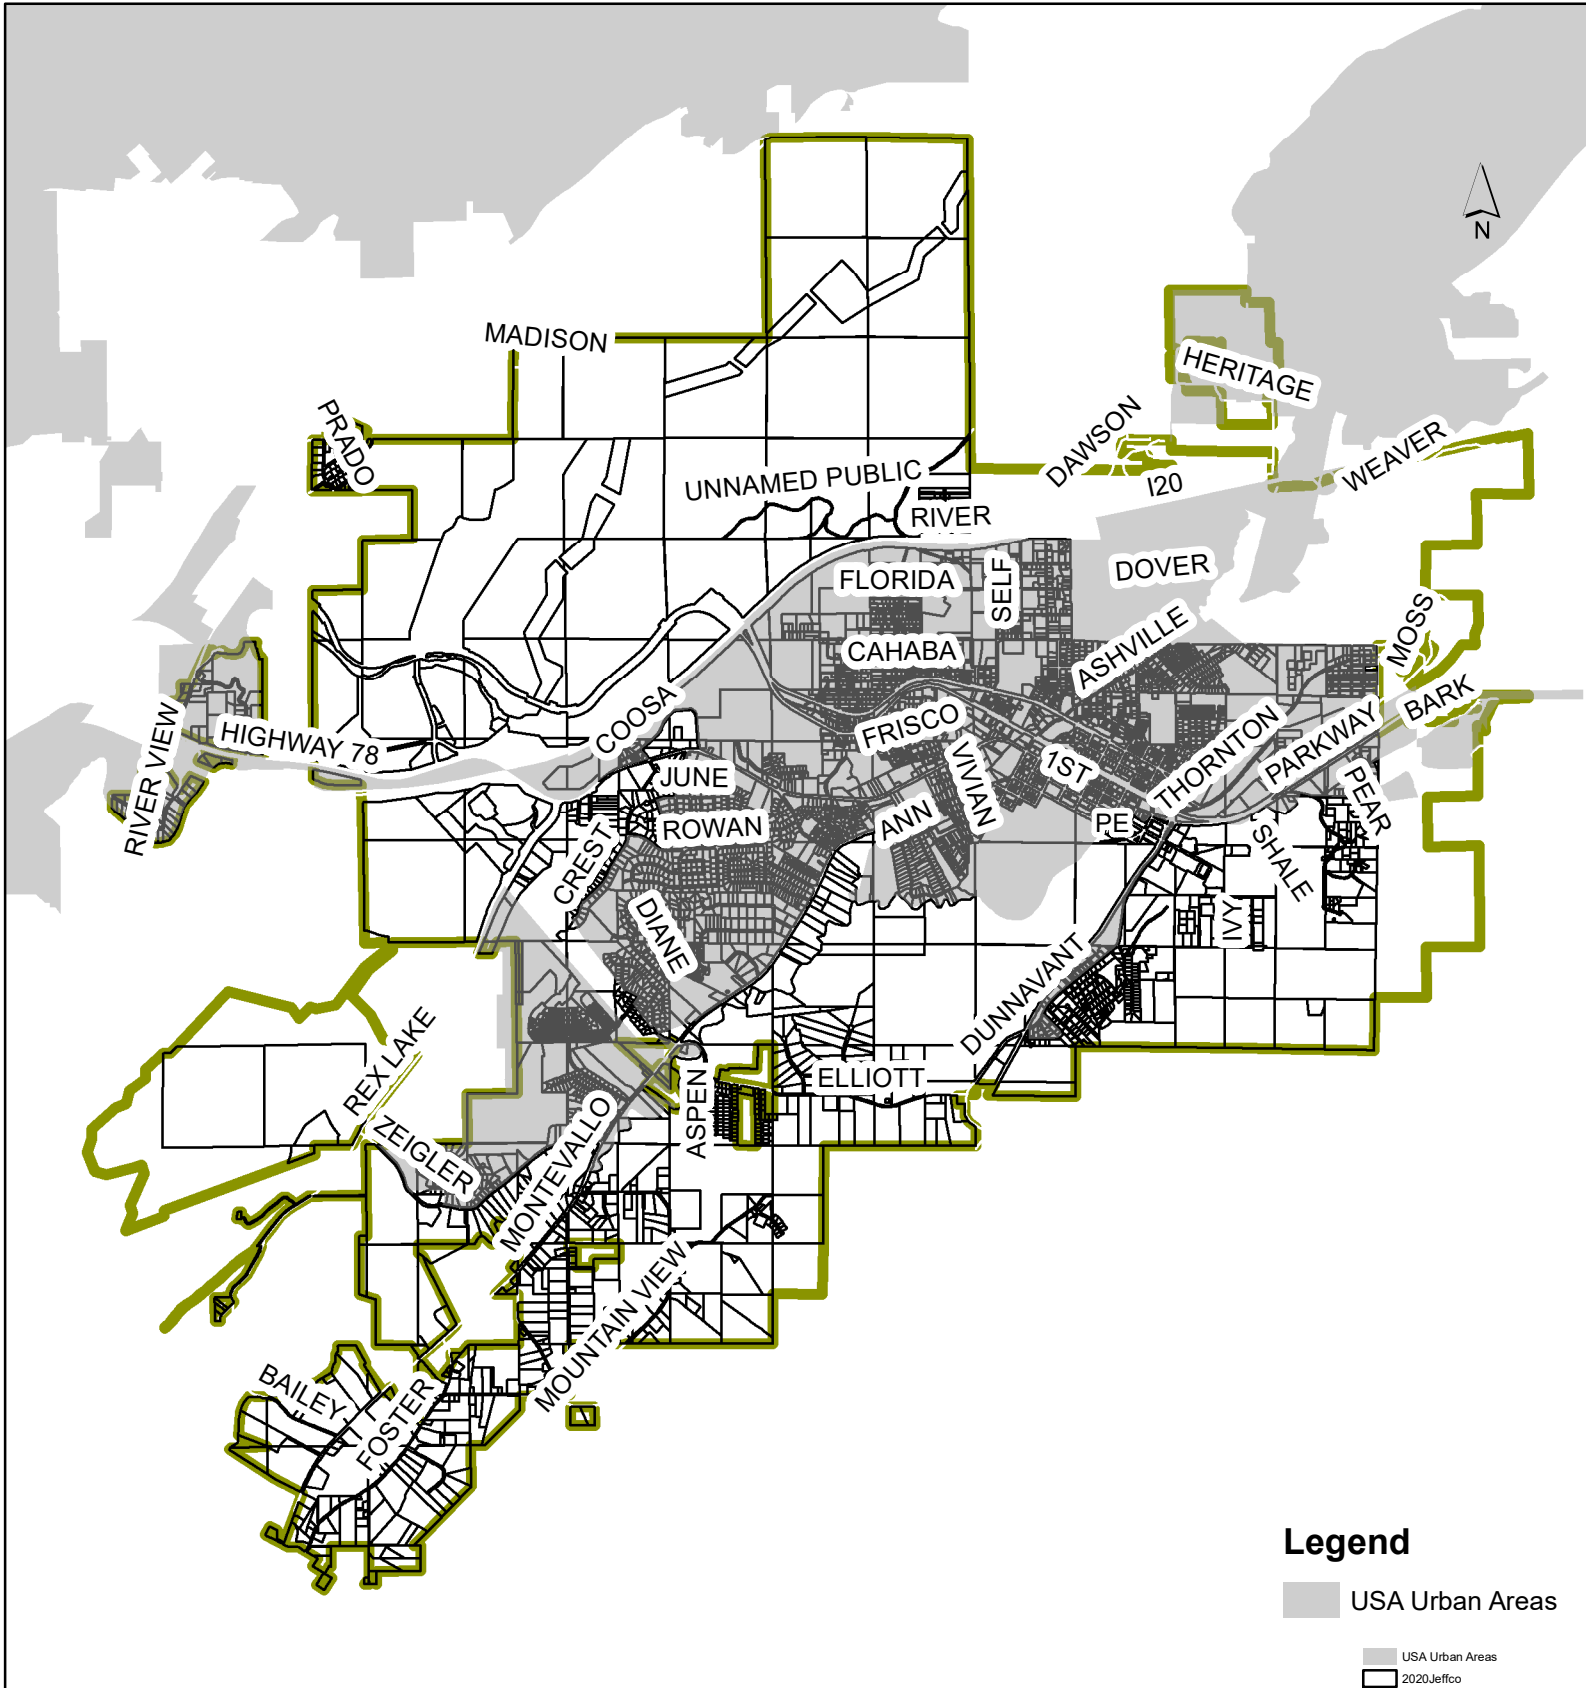 N
MADISON
HERITAGE
PRADO
DAWSON
WEAVER
UNNAMED PUBLIC
I20
RIVER
FLORIDA
SELF
DOVER
MOSS
ASHVILLE
CAHABA
COOSA
FRISCO
BARK
HIGHWAY 78
RIVER VIEW
THORNTON
PARKWAY
1ST
VIVIAN
JUNE
PEAR
ROWAN
ANN
PE
CREST
SHALE
IVY
DIANE
DUNNAVANT
REX LAKE
ELLIOTT
ASPEN
ZEIGLER
MONTEVALLO
MOUNTAIN VIEW
BAILEY
FOSTER
Legend
USA Urban Areas
USA Urban Areas
2020Jeffco